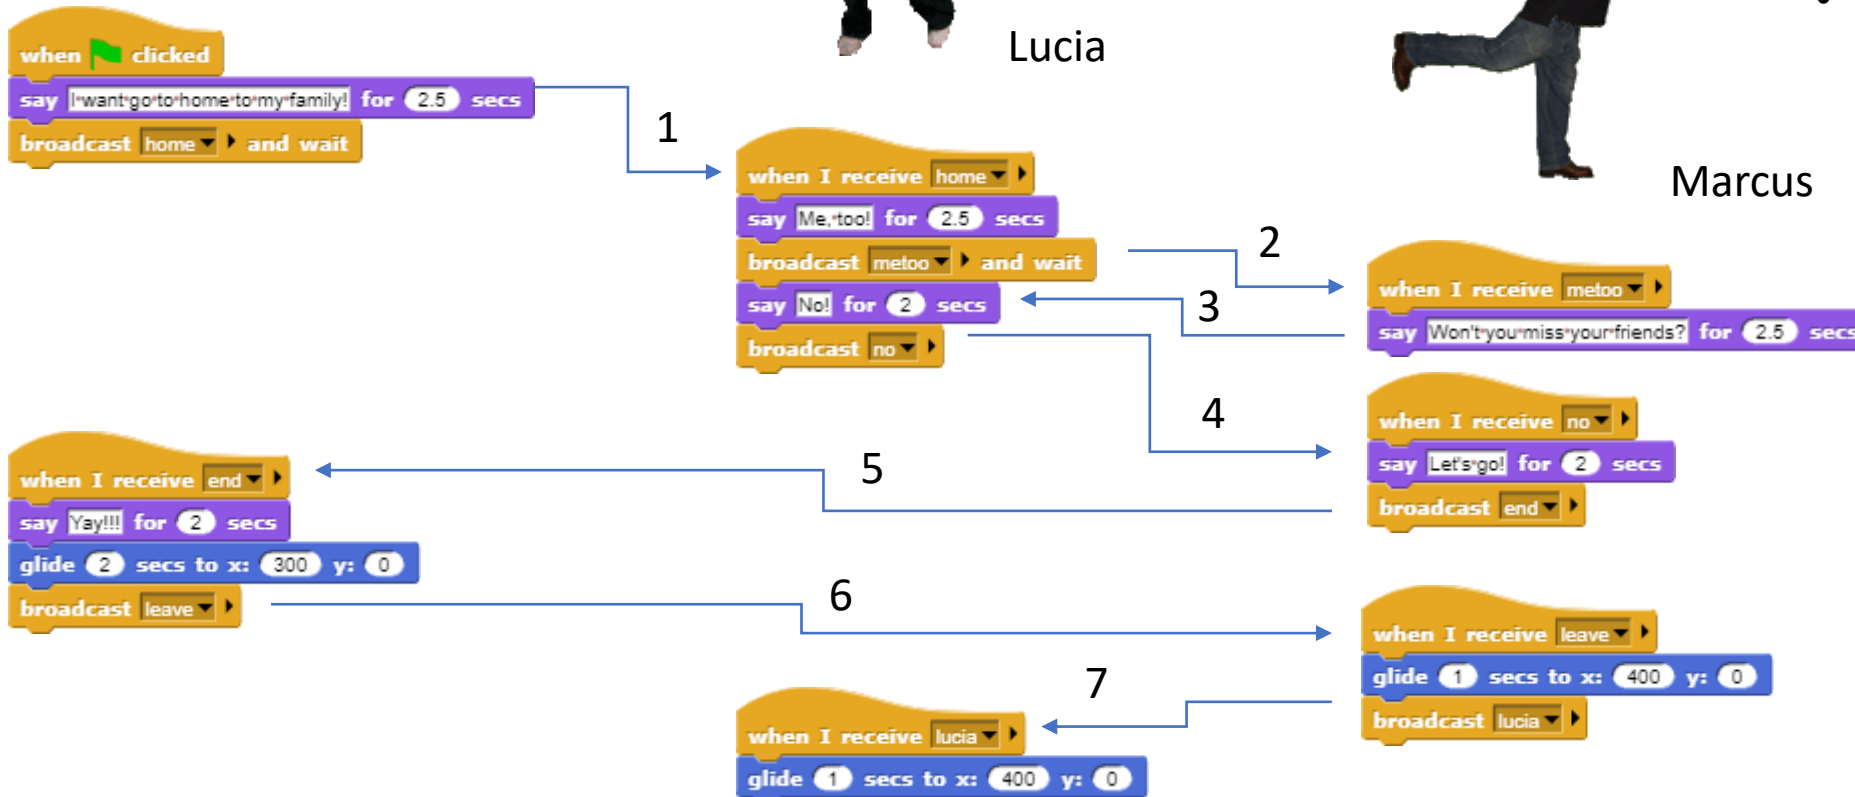 when clicked
say I want go to home to my family! for 2.5 secs
broadcast home and wait
1
Lucia
when I receive home
say Me, too! for 2.5 secs
broadcast metoo and wait
say No! for 2 secs
broadcast no
2
3
4
Marcus
when I receive metoo
say Won't you miss your friends? for 2.5 secs
when I receive no
say Let's go! for 2 secs
broadcast end
5
when I receive end
say Yay!!! for 2 secs
glide 2 secs to x: 300 y: 0
broadcast leave
6
when I receive leave
glide 1 secs to x: 400 y: 0
broadcast lucia
7
when I receive lucia
glide 1 secs to x: 400 y: 0